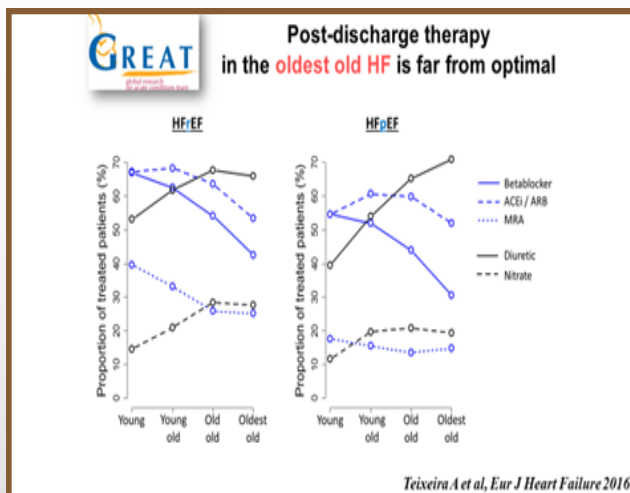 GREAT
global research
on acute conditions team
Post-discharge therapy
in the oldest old HF is far from optimal
HFrEF
HFpEF
Proportion of treated patients (%)
70
60
50
40
30
20
10
0
Young
Young old
Old old
Oldest old
Proportion of treated patients (%)
70
60
50
40
30
20
10
0
Young
Young old
Old old
Oldest old
Betablocker
ACEi / ARB
MRA
Diuretic
Nitrate
Teixeira A et al, Eur J Heart Failure 2016